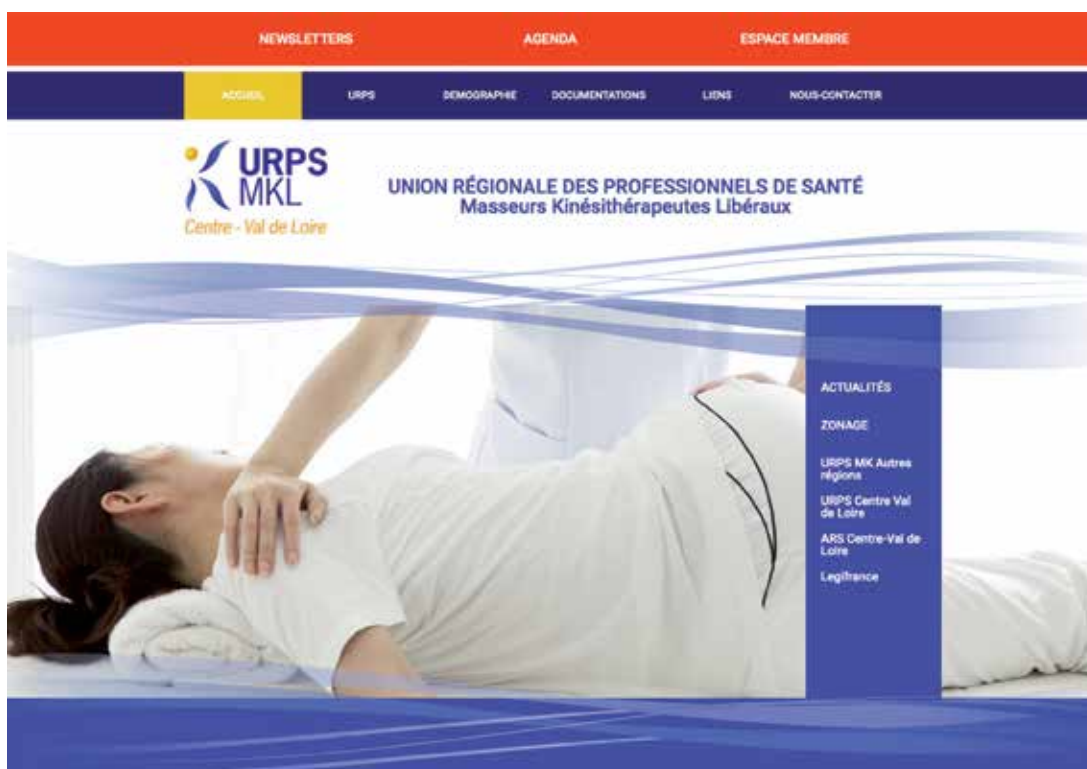 NEWSLETTERS
AGENDA
ESPACE MEMBRE
ACCUEIL
URPS
DEMOGRAPHIE
DOCUMENTATIONS
LIENS
NOUS-CONTACTER
URPS
MKL
Centre - Val de Loire
UNION RÉGIONALE DES PROFESSIONNELS DE SANTÉ
Masseurs Kinésithérapeutes Libéraux
ACTUALITÉS
ZONAGE
URPS MK Autres
régions
URPS Centre Val
de Loire
ARS Centre-Val de
Loire
Legifrance